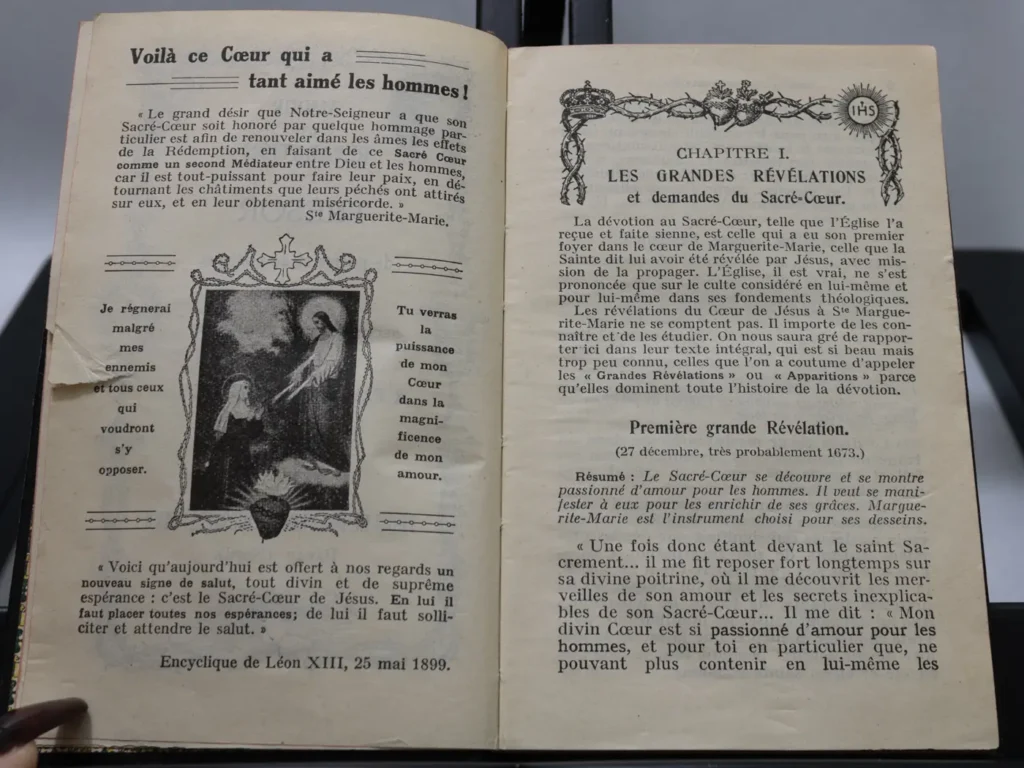 Voilà ce Cœur qui a
tant aimé les hommes!
« Le grand désir que Notre-Seigneur a que son
Sacré-Cœur soit honoré par quelque hommage par-
ticulier est afin de renouveler dans les âmes les effets
de la Rédemption, en faisant de ce Sacré Cœur
comme un second Médiateur entre Dieu et les hommes,
car il est tout-puissant pour faire leur paix, en dé-
tournant les châtiments que leurs péchés ont attirés
sur eux, et en leur obtenant miséricorde. »
Ste Marguerite-Marie.
Je régnerai
malgré
mes
ennemis
et tous ceux
qui
voudront
s'y
opposer.
Tu verras
la
puissance
de mon
Cœur
dans la
magni-
ficence
de mon
amour.
« Voici qu'aujourd'hui est offert à nos regards un
nouveau signe de salut, tout divin et de suprême
espérance : c'est le Sacré-Cœur de Jésus. En lui il
faut placer toutes nos espérances; de lui il faut solli-
citer et attendre le salut. »
Encyclique de Léon XIII, 25 mai 1899.
IHS
CHAPITRE I.
LES GRANDES RÉVÉLATIONS
et demandes du Sacré-Cœur.
La dévotion au Sacré-Cœur, telle que l'Église l'a
reçue et faite sienne, est celle qui a eu son premier
foyer dans le cœur de Marguerite-Marie, celle que la
Sainte dit lui avoir été révélée par Jésus, avec mis-
sion de la propager. L'Église, il est vrai, ne s'est
prononcée que sur le culte considéré en lui-même et
pour lui-même dans ses fondements théologiques.
Les révélations du Cœur de Jésus à Ste Margue-
rite-Marie ne se comptent pas. Il importe de les con-
naître et de les étudier. On nous saura gré de rappor-
ter ici dans leur texte intégral, qui est si beau mais
trop peu connu, celles que l'on a coutume d'appeler
les « Grandes Révélations » ou « Apparitions » parce
qu'elles dominent toute l'histoire de la dévotion.
Première grande Révélation.
(27 décembre, très probablement 1673.)
Résumé : Le Sacré-Cœur se découvre et se montre
passionné d'amour pour les hommes. Il veut se mani-
fester à eux pour les enrichir de ses grâces. Margue-
rite-Marie est l'instrument choisi pour ses desseins.
« Une fois donc étant devant le saint Sa-
crement... il me fit reposer fort longtemps sur
sa divine poitrine, où il me découvrit les mer-
veilles de son amour et les secrets inexplica-
bles de son Sacré-Cœur... Il me dit : « Mon
divin Cœur est si passionné d'amour pour les
hommes, et pour toi en particulier que, ne
pouvant plus contenir en lui-même les